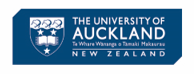 THE UNIVERSITY OF
AUCKLAND
Te Whare Wānanga o Tāmaki Makaurau
NEW ZEALAND